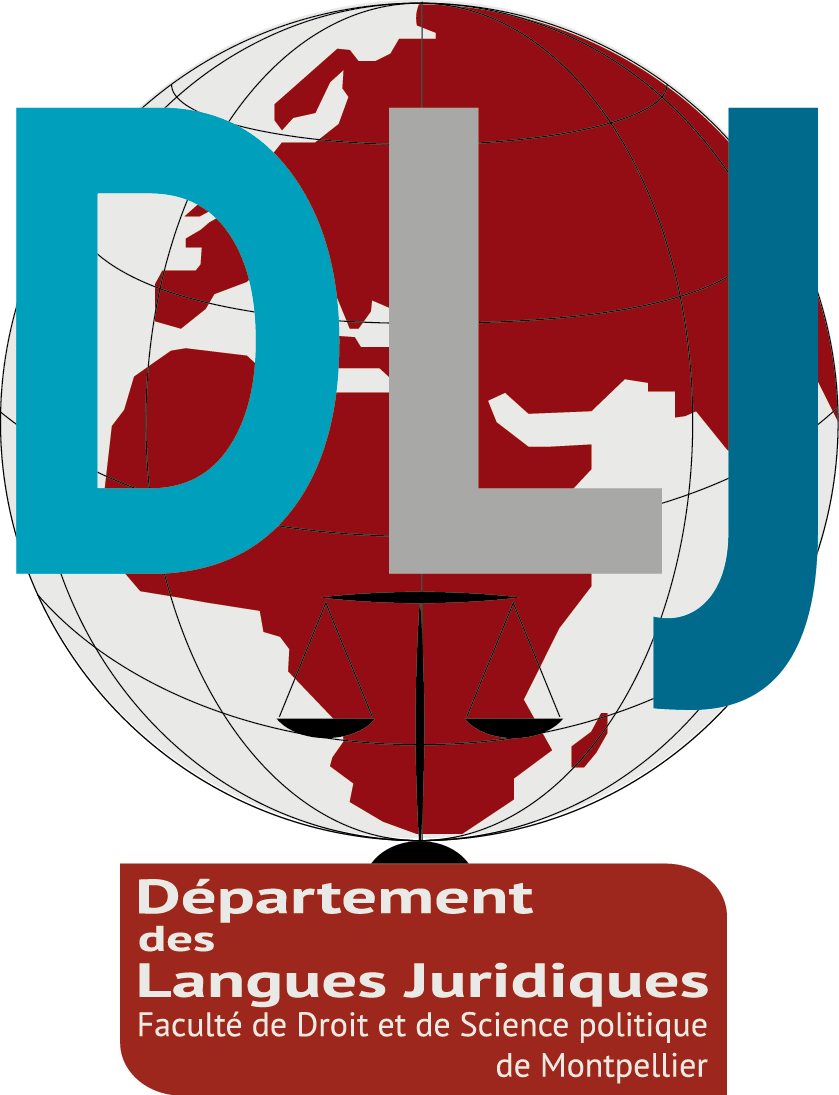 DLJ
Département
des
Langues Juridiques
Faculté de Droit et de Science politique
de Montpellier